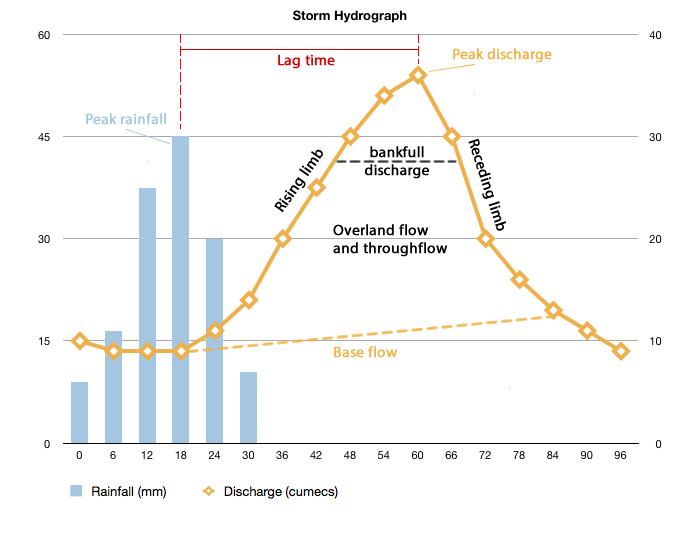 Storm Hydrograph
60
40
Lag time
Peak discharge
Peak rainfall
45
30
Rising limb
bankfull
discharge
Receding limb
30
20
Overland flow
and throughflow
15
10
Base flow
0
0
0 6 12 18 24 30 36 42 48 54 60 66 72 78 84 90 96
Rainfall (mm) Discharge (cumecs)